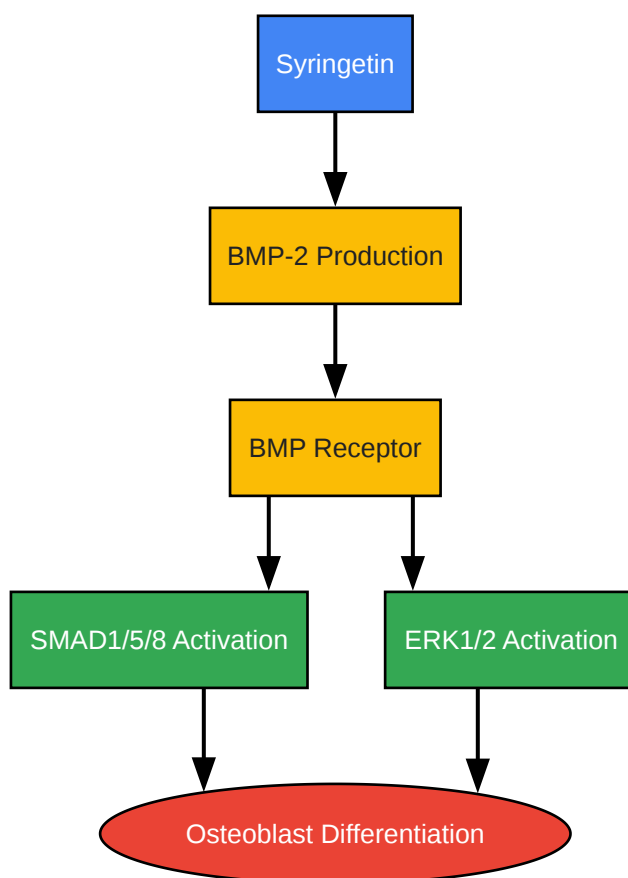 Syringetin
BMP-2 Production
BMP Receptor
SMAD1/5/8 Activation
ERK1/2 Activation
Osteoblast Differentiation